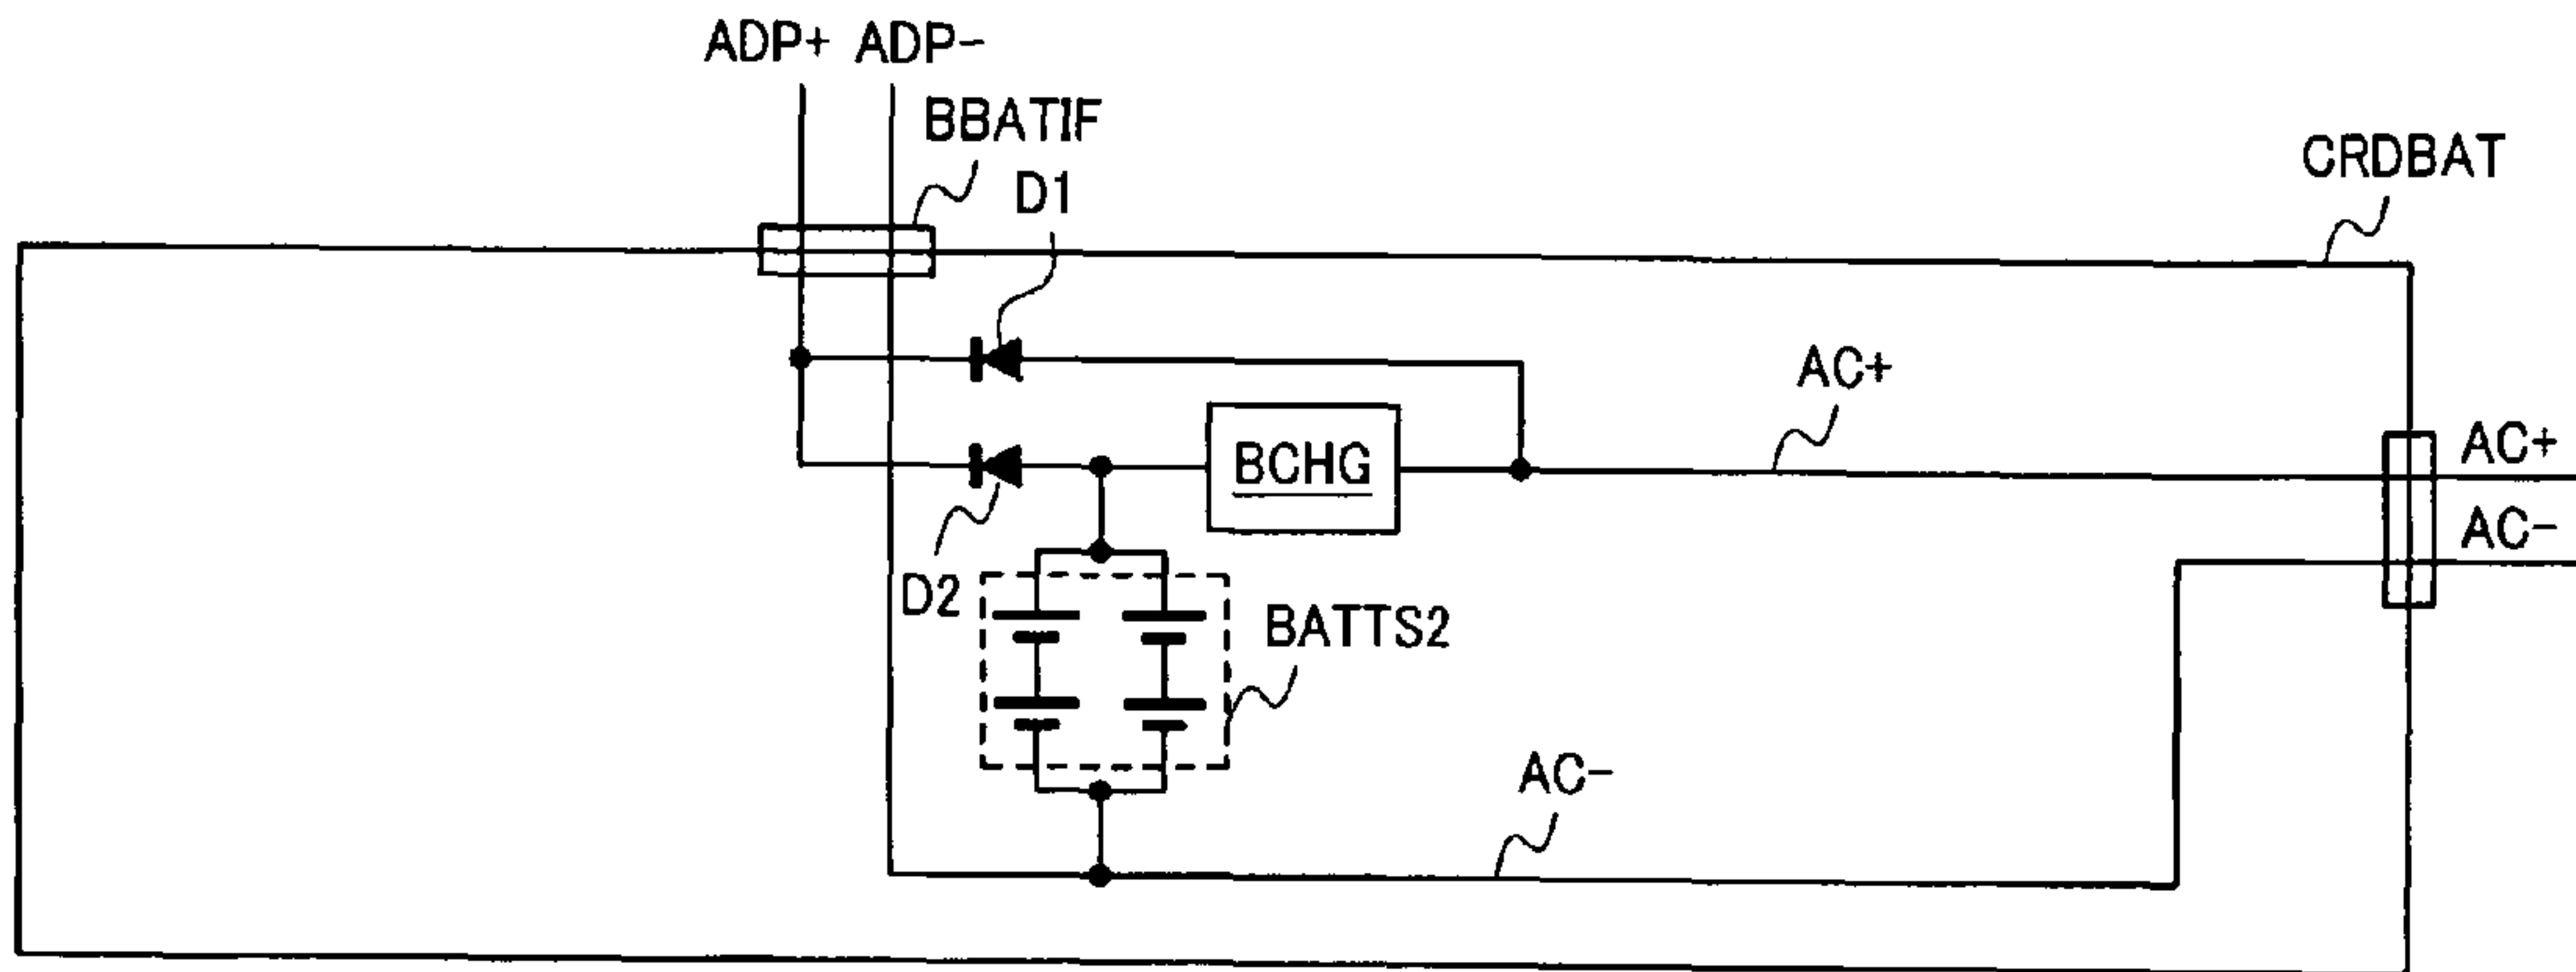 ADP+ ADP-
BBATIF
D1
CRDBAT
AC+
AC+
BCHG
AC-
D2
BATTS2
AC-